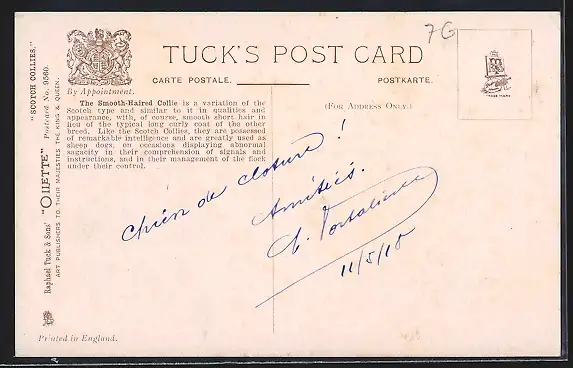 7G
TUCK'S POST CARD
CARTE POSTALE.
POSTKARTE.
By Appointment.
(FOR ADDRESS ONLY.)
TRADE MARK
The Smooth-Haired Collie is a variation of the
Scotch type and similar to it in qualities and
appearance, with, of course, smooth short hair in
lieu of the typical long curly coat of the other
breed. Like the Scotch Collies, they are possessed
of remarkable intelligence and are greatly used as
sheep dogs, on occasions displaying abnormal
sagacity in their comprehension of signals and
instructions, and in their management of the flock
under their control.
"SCOTCH COLLIES."
Postcard No. 9560.
Raphael Tuck & Sons' "OILETTE"
ART PUBLISHERS TO THEIR MAJESTIES THE KING & QUEEN.
chien de cloture !
Amitiés.
11/5/10
Printed in England.